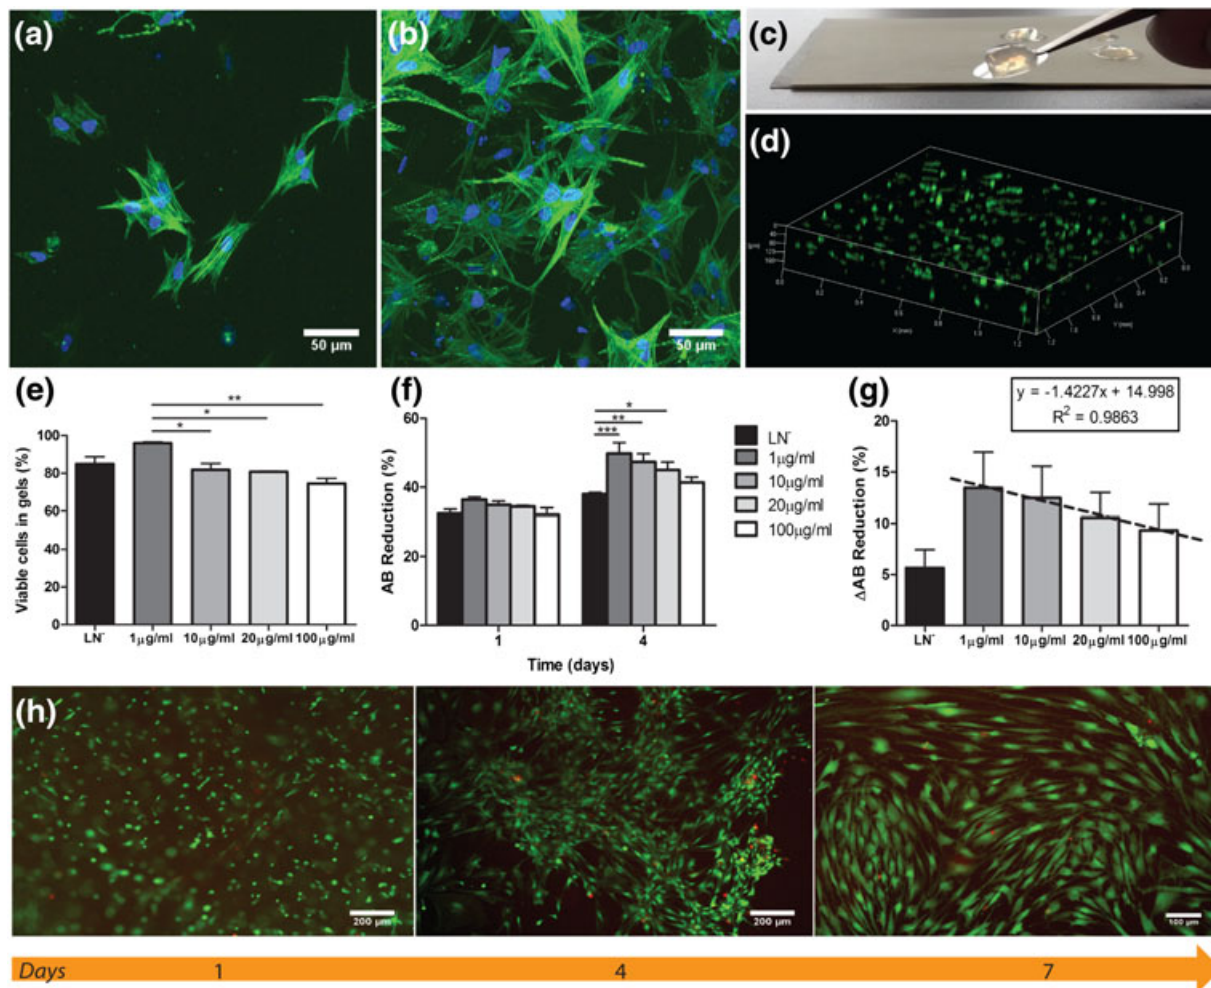 (a)
50 µm
(b)
50 µm
(c)
(d)
(e)
Viable cells in gels (%)
100
80
60
40
20
0
LN⁻ 1µg/ml 10µg/ml 20µg/ml 100µg/ml
**
*
*
(f)
AB Reduction (%)
60
40
20
0
*
**
***
1 4
Time (days)
LN⁻
1µg/ml
10µg/ml
20µg/ml
100µg/ml
(g)
y = -1.4227x + 14.998
R² = 0.9863
ΔAB Reduction (%)
20
15
10
5
0
LN⁻ 1µg/ml 10µg/ml 20µg/ml 100µg/ml
(h)
200 µm
200 µm
100 µm
Days 1 4 7